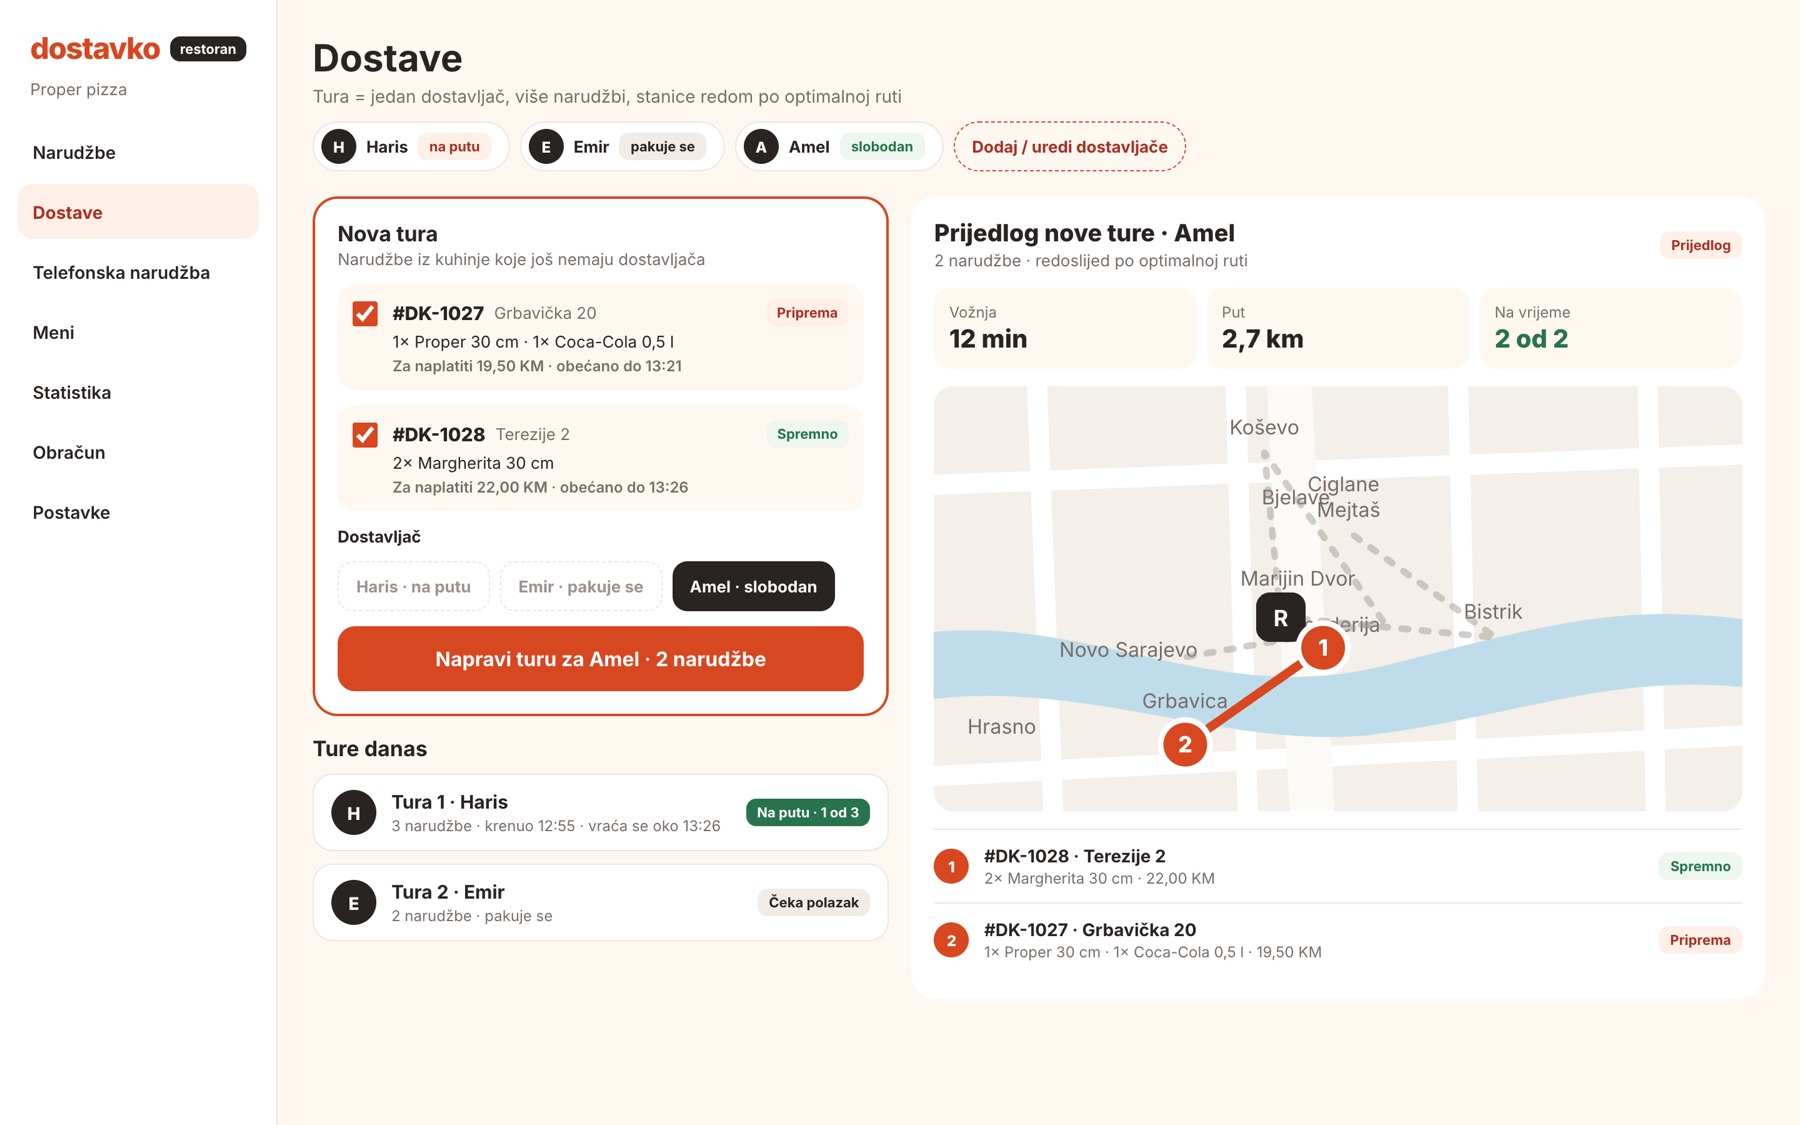 dostavko restoran
Proper pizza
Narudžbe
Dostave
Telefonska narudžba
Meni
Statistika
Obračun
Postavke
Dostave
Tura = jedan dostavljač, više narudžbi, stanice redom po optimalnoj ruti
H Haris na putu
E Emir pakuje se
A Amel slobodan
Dodaj / uredi dostavljače
Nova tura
Narudžbe iz kuhinje koje još nemaju dostavljača
#DK-1027 Grbavička 20 Priprema
1× Proper 30 cm · 1× Coca-Cola 0,5 l
Za naplatiti 19,50 KM · obećano do 13:21
#DK-1028 Terezije 2 Spremno
2× Margherita 30 cm
Za naplatiti 22,00 KM · obećano do 13:26
Dostavljač
Haris · na putu
Emir · pakuje se
Amel · slobodan
Napravi turu za Amel · 2 narudžbe
Ture danas
H Tura 1 · Haris
3 narudžbe · krenuo 12:55 · vraća se oko 13:26
Na putu · 1 od 3
E Tura 2 · Emir
2 narudžbe · pakuje se
Čeka polazak
Prijedlog nove ture · Amel
2 narudžbe · redoslijed po optimalnoj ruti
Prijedlog
Vožnja
12 min
Put
2,7 km
Na vrijeme
2 od 2
Koševo
Ciglane
Bjelave
Mejtaš
Marijin Dvor
R
Bistrik
1
Novo Sarajevo
Grbavica
Hrasno
2
1 #DK-1028 · Terezije 2
2× Margherita 30 cm · 22,00 KM
Spremno
2 #DK-1027 · Grbavička 20
1× Proper 30 cm · 1× Coca-Cola 0,5 l · 19,50 KM
Priprema